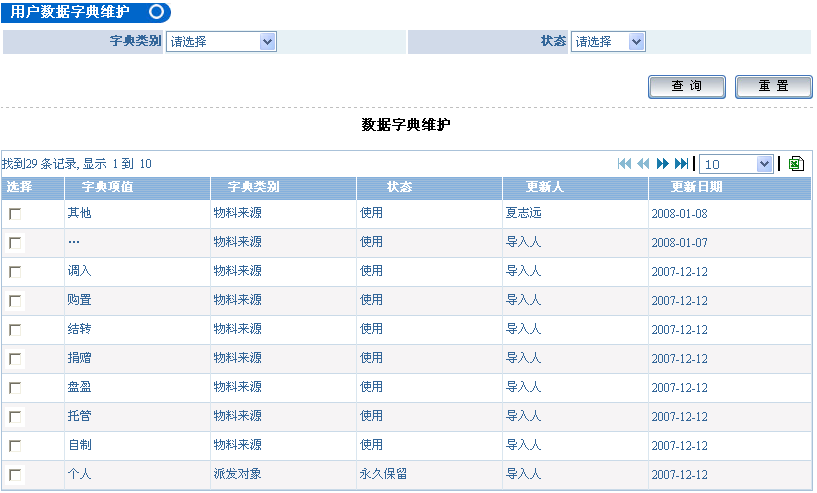 用户数据字典维护
字典类别 请选择 状态 请选择
查 询 重 置
数据字典维护
找到29 条记录, 显示 1 到 10 10
选择 字典项值 字典类别 状态 更新人 更新日期
其他 物料来源 使用 夏志远 2008-01-08
… 物料来源 使用 导入人 2008-01-07
调入 物料来源 使用 导入人 2007-12-12
购置 物料来源 使用 导入人 2007-12-12
结转 物料来源 使用 导入人 2007-12-12
捐赠 物料来源 使用 导入人 2007-12-12
盘盈 物料来源 使用 导入人 2007-12-12
托管 物料来源 使用 导入人 2007-12-12
自制 物料来源 使用 导入人 2007-12-12
个人 派发对象 永久保留 导入人 2007-12-12